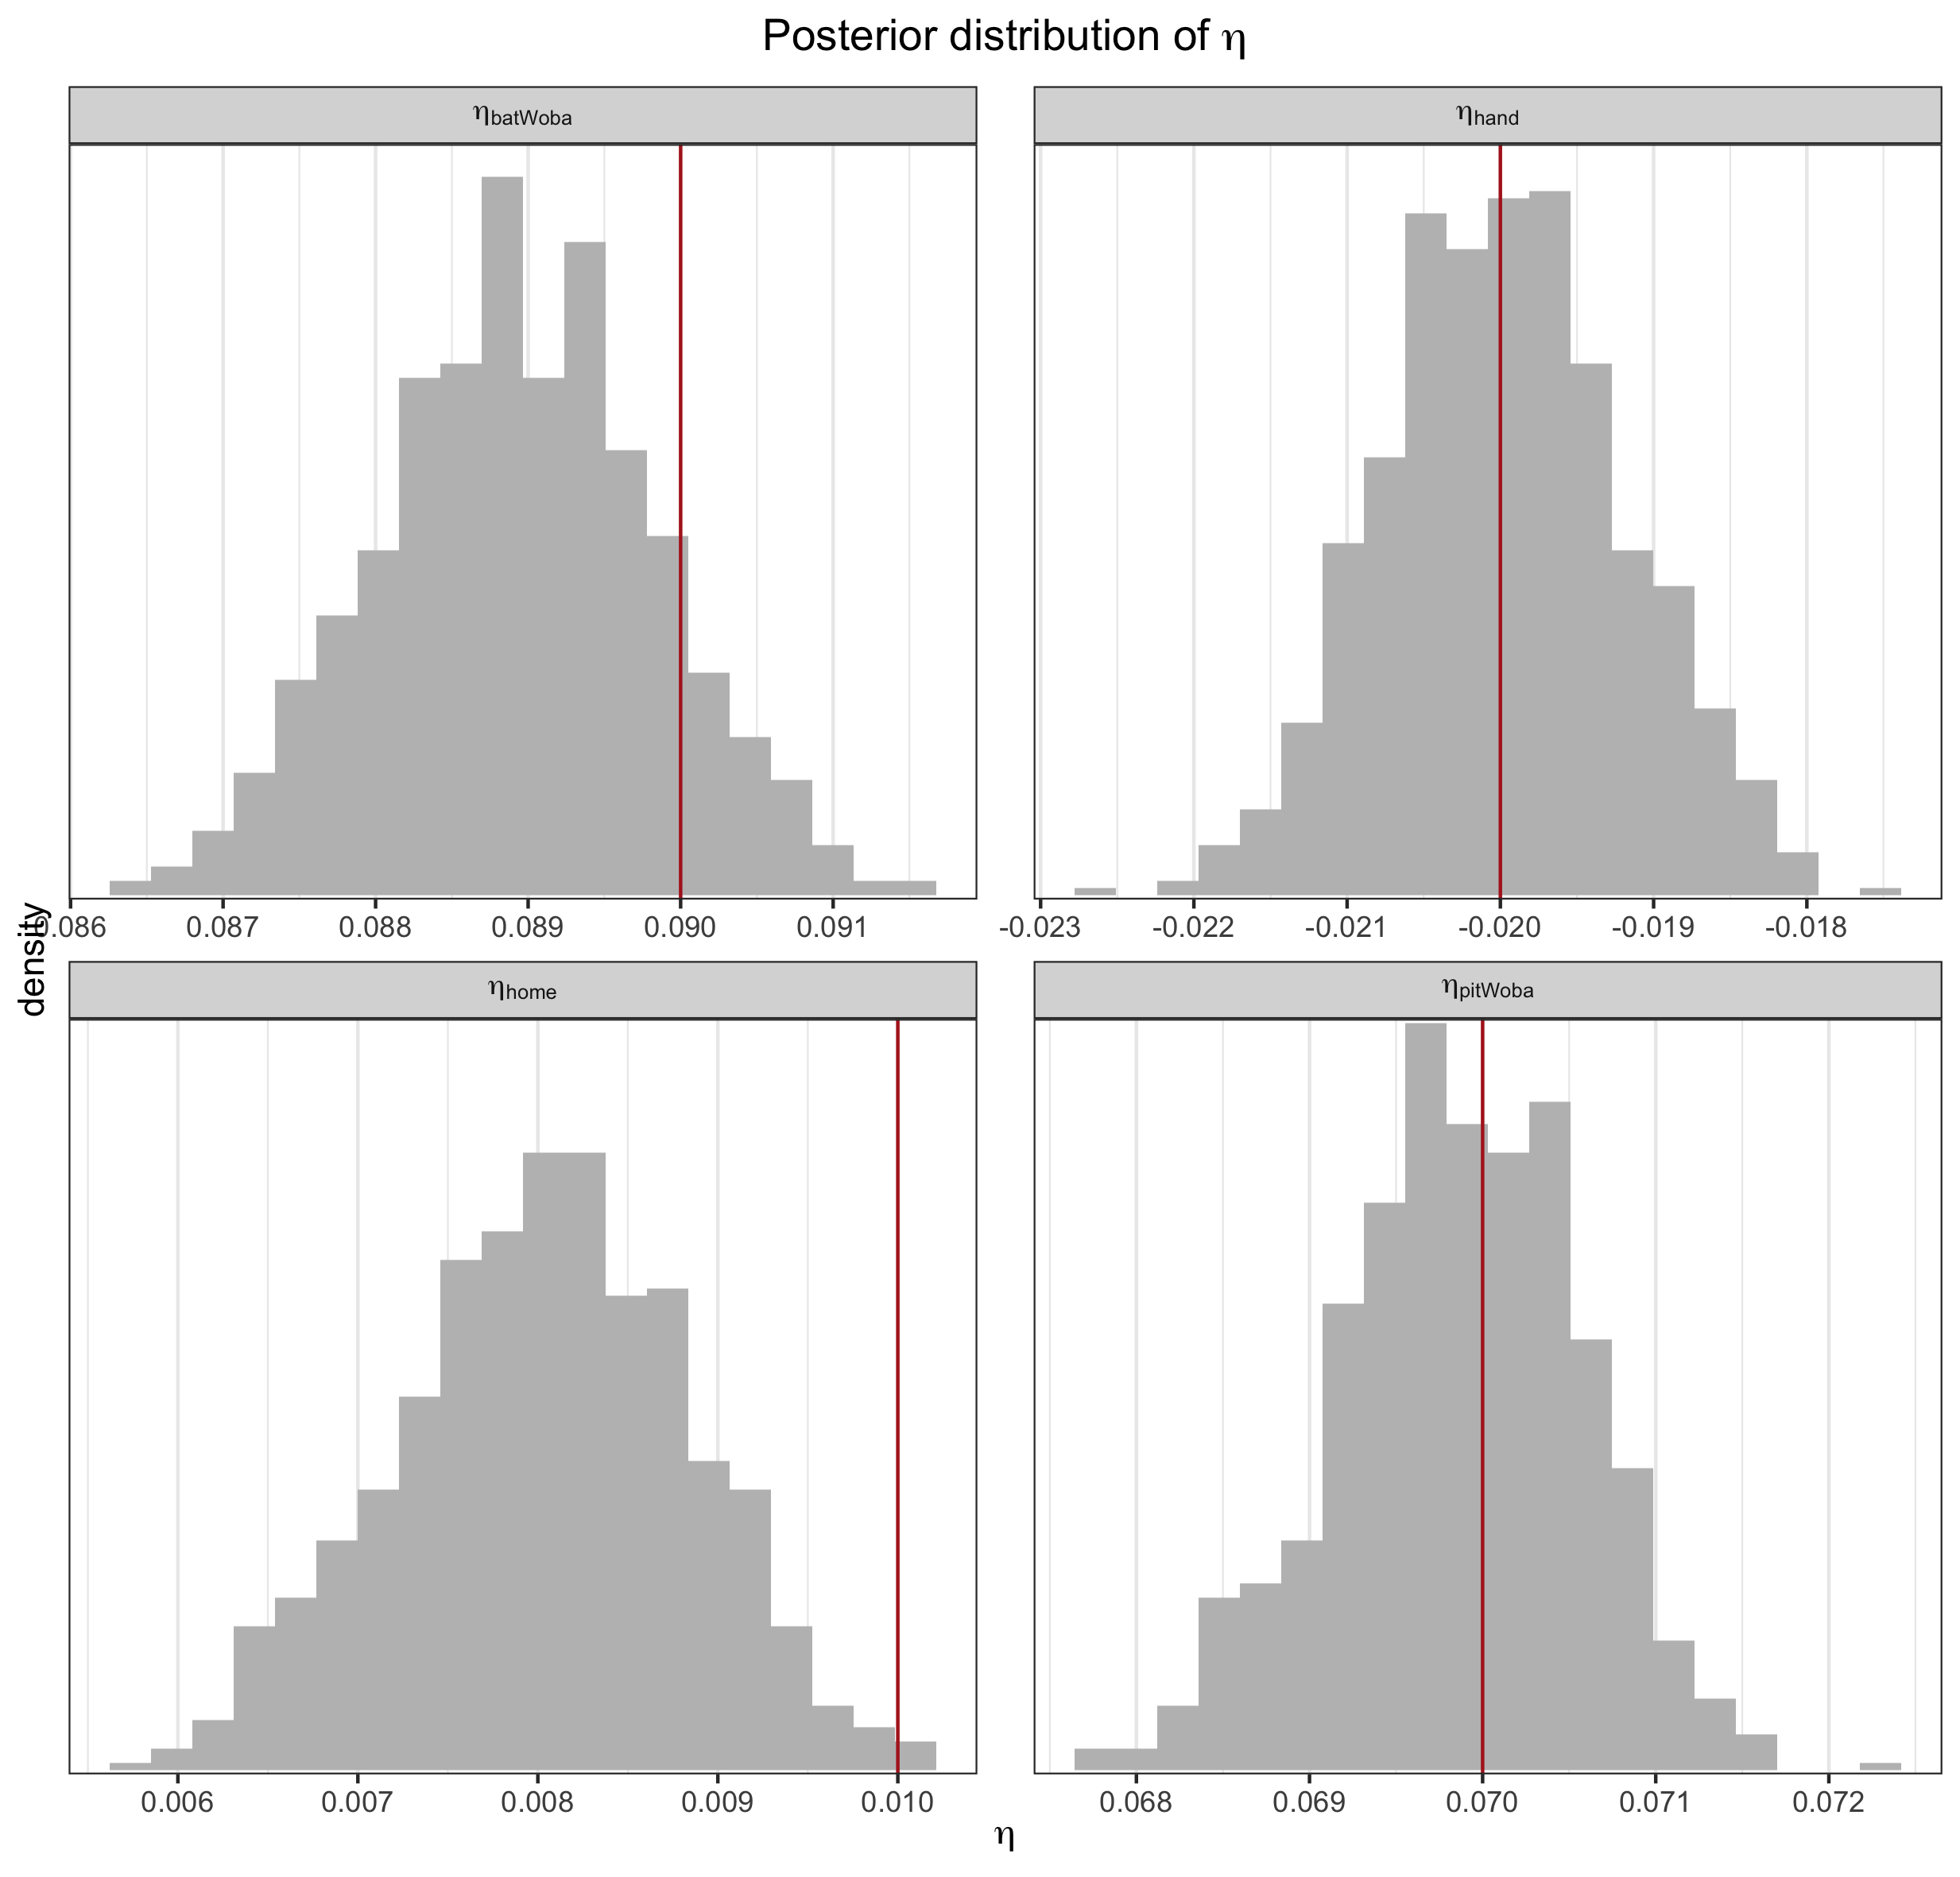 Posterior distribution of η
ηbatWoba
ηhand
0.087 0.088 0.089 0.090 0.091
-0.023 -0.022 -0.021 -0.020 -0.019 -0.018
density
.086
ηhome
ηpitWoba
0.006 0.007 0.008 0.009 0.010
0.068 0.069 0.070 0.071 0.072
η